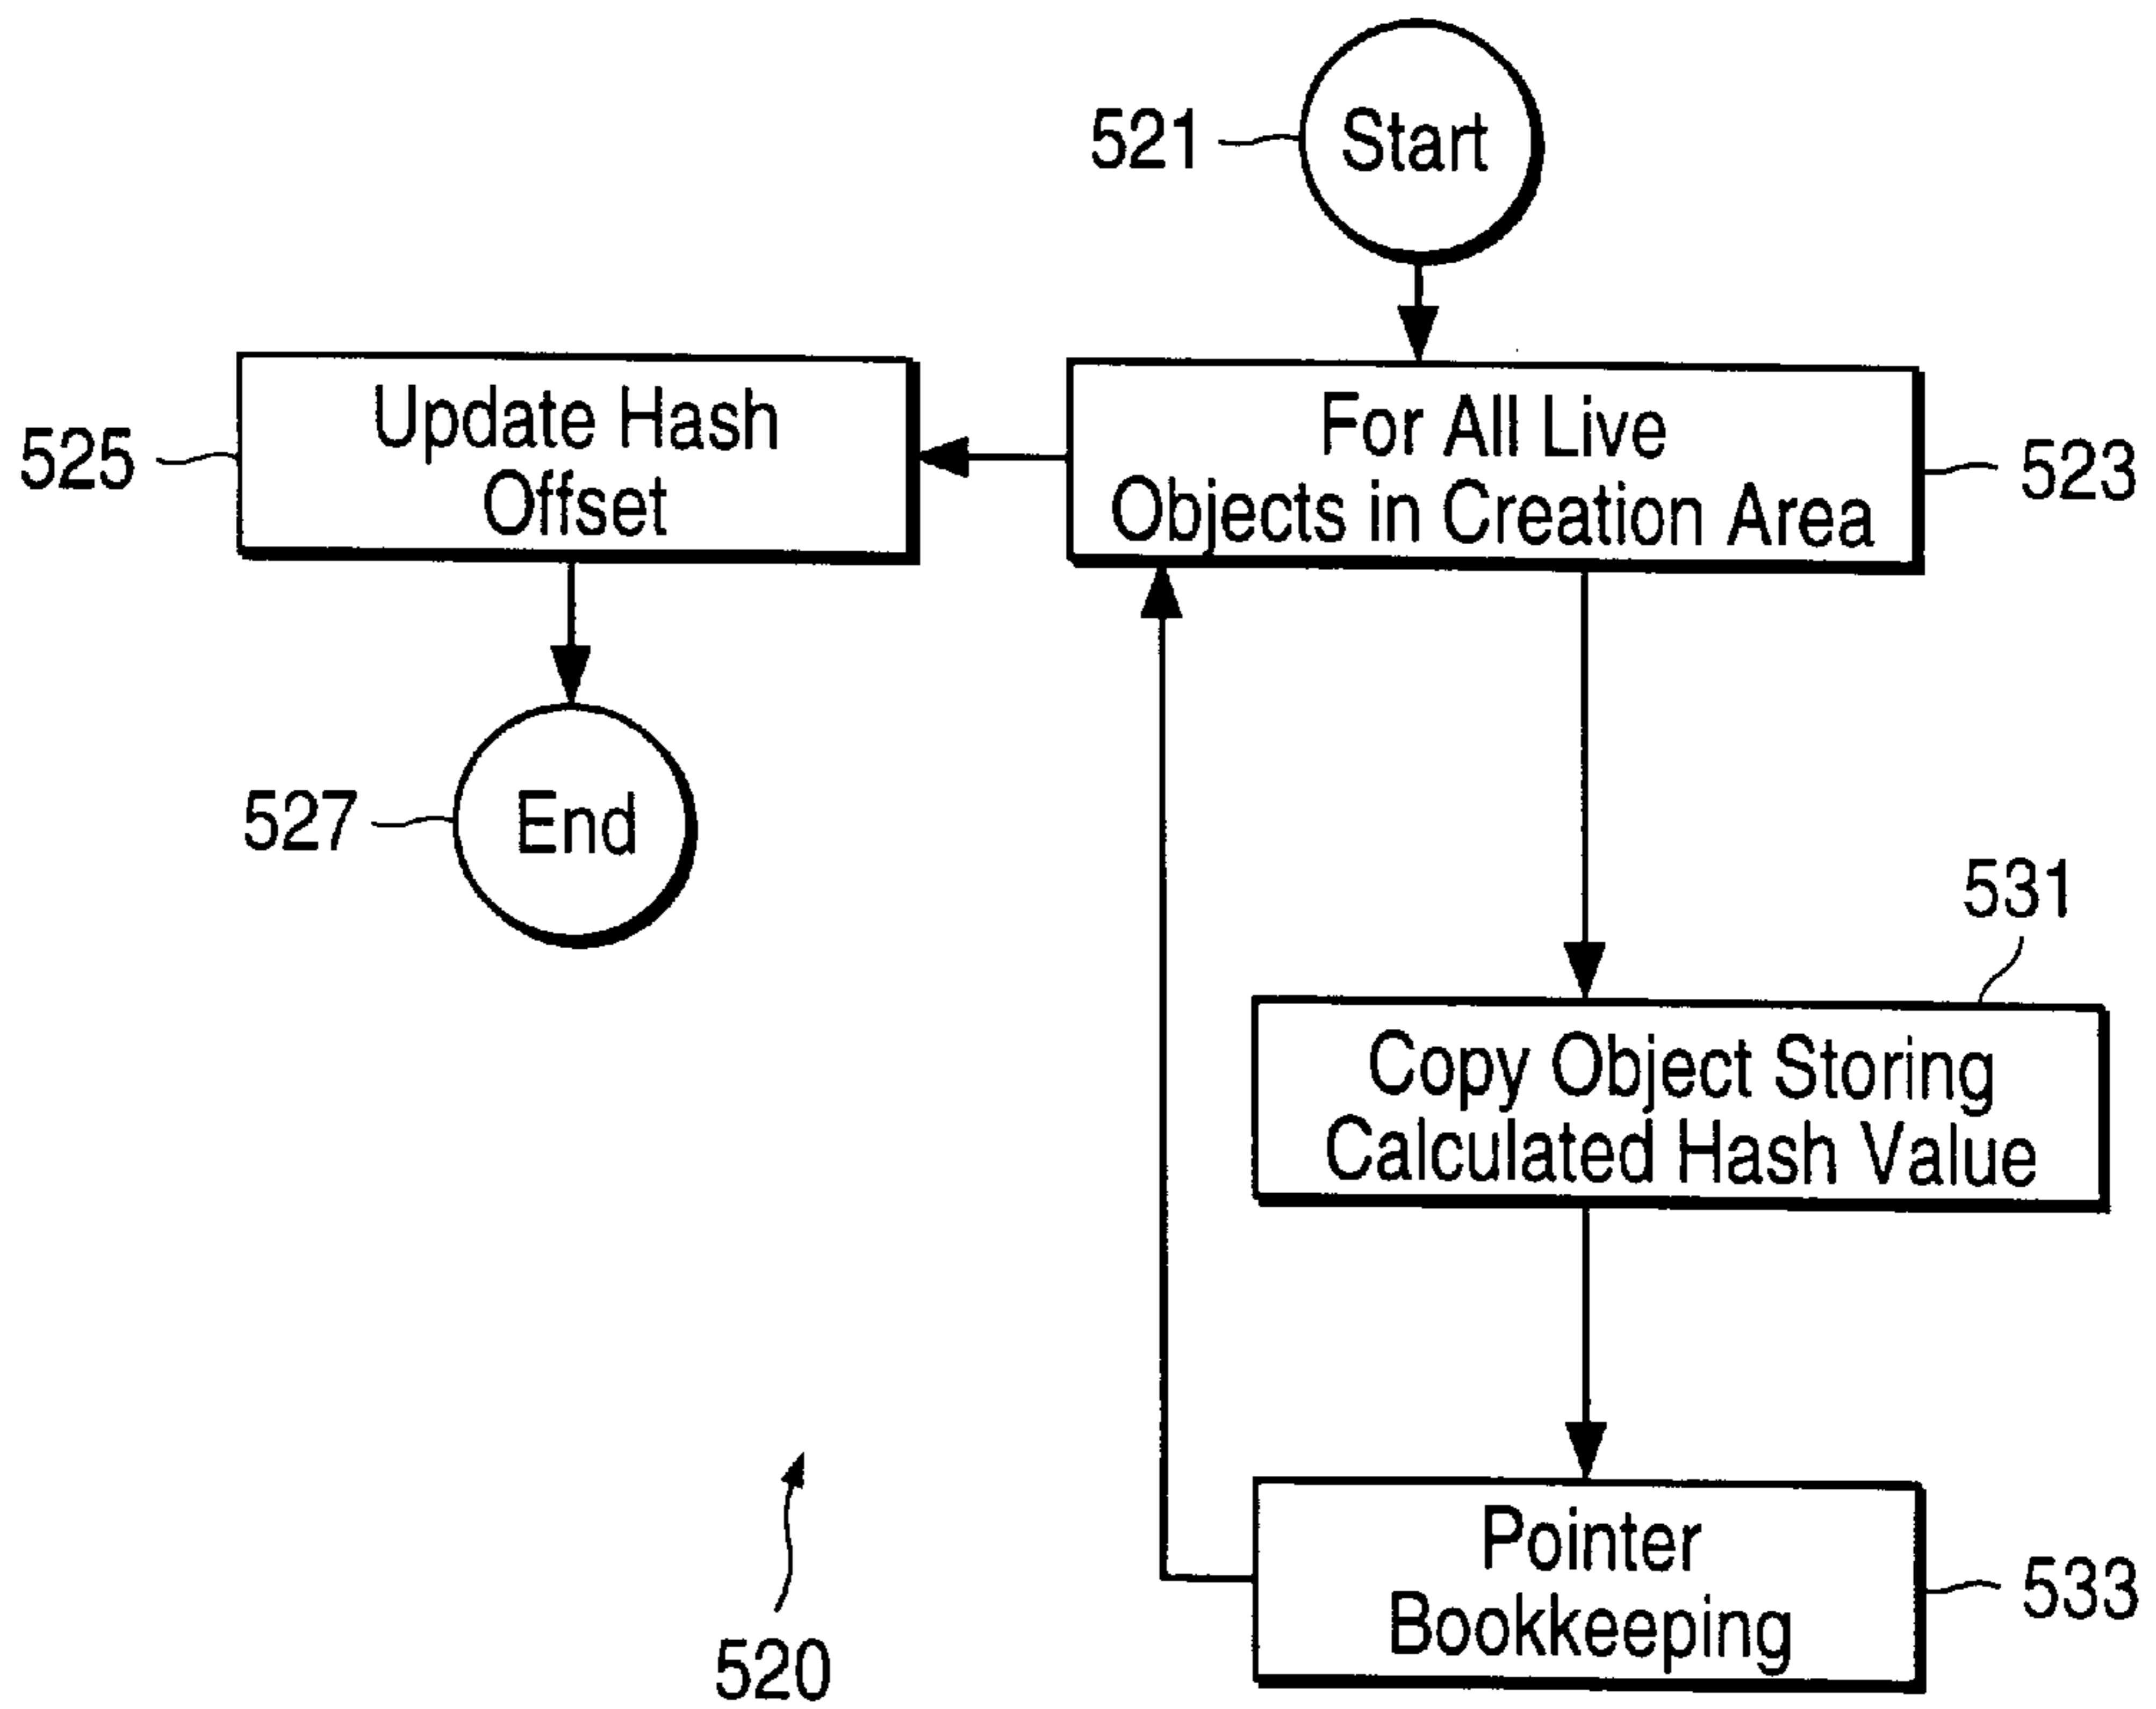 521
Start
Update Hash
Offset
525
For All Live
Objects in Creation Area
523
527
End
531
Copy Object Storing
Calculated Hash Value
Pointer
Bookkeeping
533
520